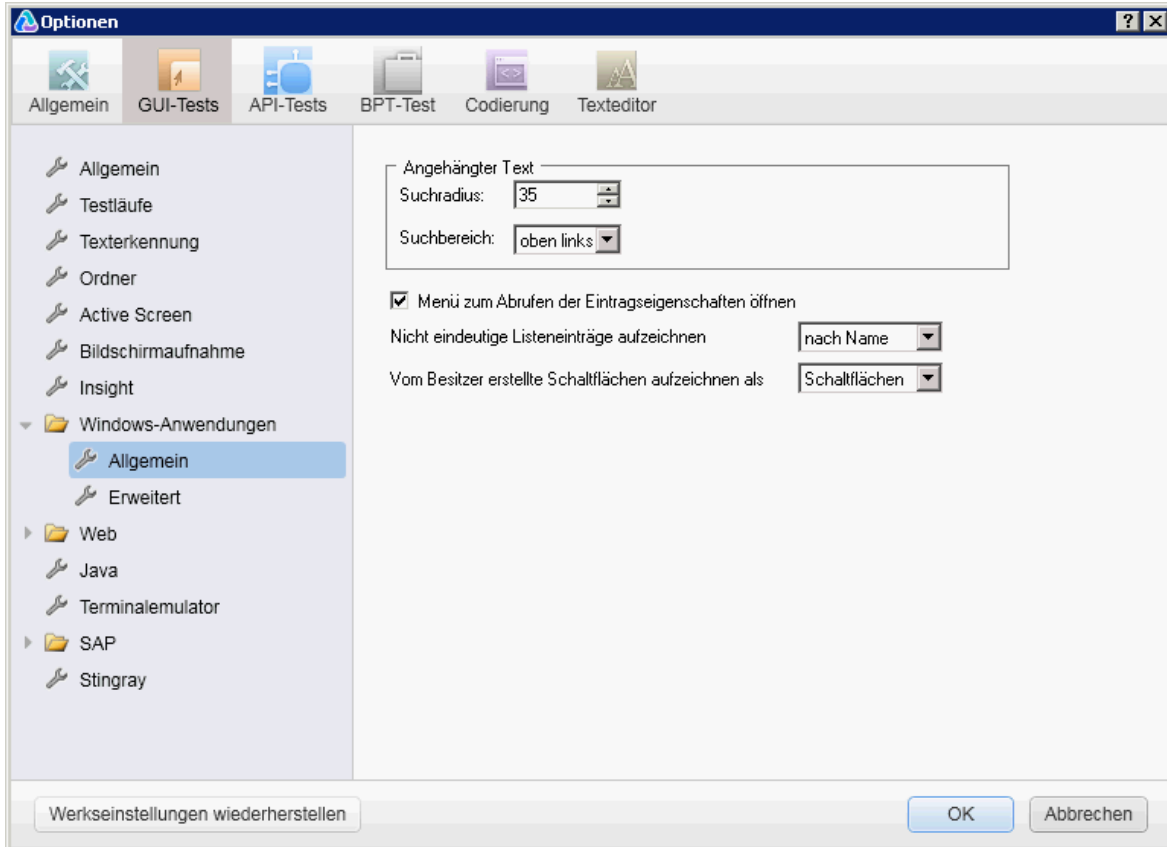 Optionen
Allgemein GUI-Tests API-Tests BPT-Test Codierung Texteditor
Allgemein
Testläufe
Texterkennung
Ordner
Active Screen
Bildschirmaufnahme
Insight
Windows-Anwendungen
Allgemein
Erweitert
Web
Java
Terminalemulator
SAP
Stingray
Angehängter Text
Suchradius: 35
Suchbereich: oben links
Menü zum Abrufen der Eintragseigenschaften öffnen
Nicht eindeutige Listeneinträge aufzeichnen nach Name
Vom Besitzer erstellte Schaltflächen aufzeichnen als Schaltflächen
Werkseinstellungen wiederherstellen OK Abbrechen